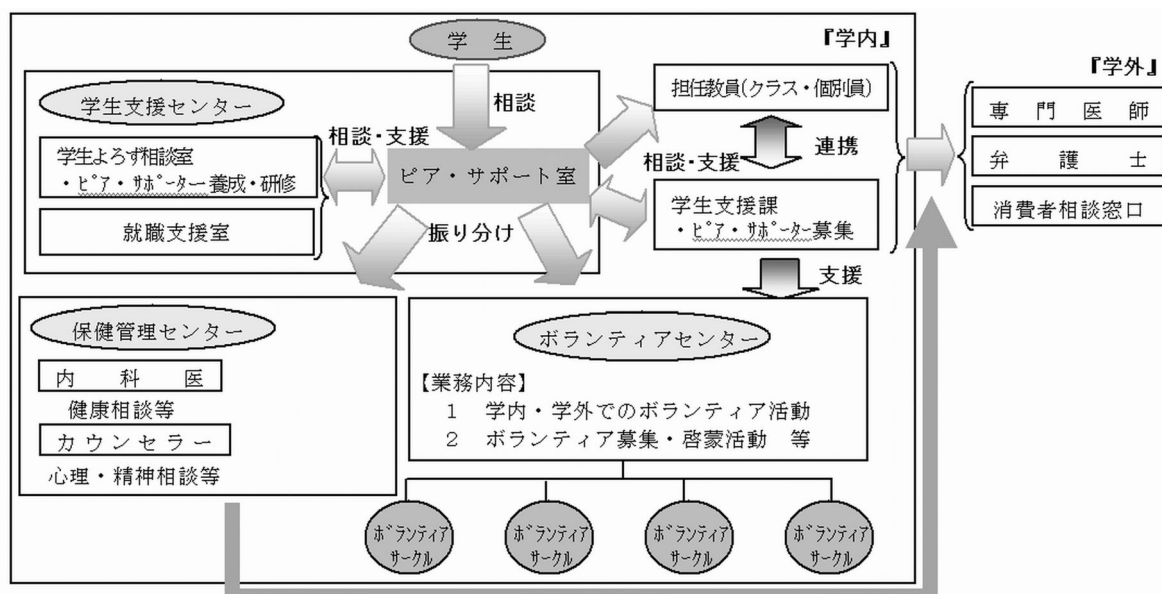 学 生
『学内』
『学外』
学生支援センター
相談
担任教員(クラス・個別員)
専 門 医 師
相談・支援
連携
弁 護 士
学生よろず相談室
・ピア・サポーター養成・研修
ピア・サポート室
相談・支援
消費者相談窓口
就職支援室
振り分け
学生支援課
・ピア・サポーター募集
支援
保健管理センター
ボランティアセンター
内 科 医
健康相談等
カウンセラー
心理・精神相談等
【業務内容】
1 学内・学外でのボランティア活動
2 ボランティア募集・啓蒙活動 等
ボランティア
サークル
ボランティア
サークル
ボランティア
サークル
ボランティア
サークル